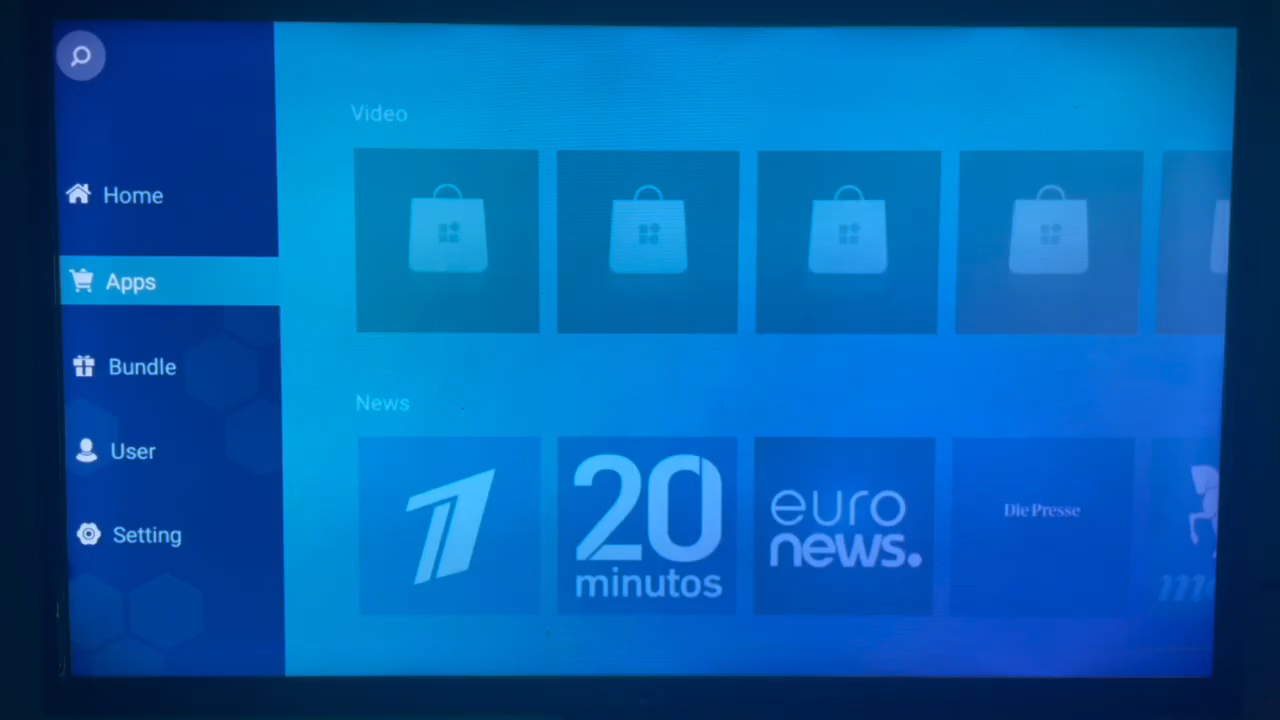 Home
Apps
Bundle
User
Setting
Video
News
20
minutos
euro
news.
Die Presse